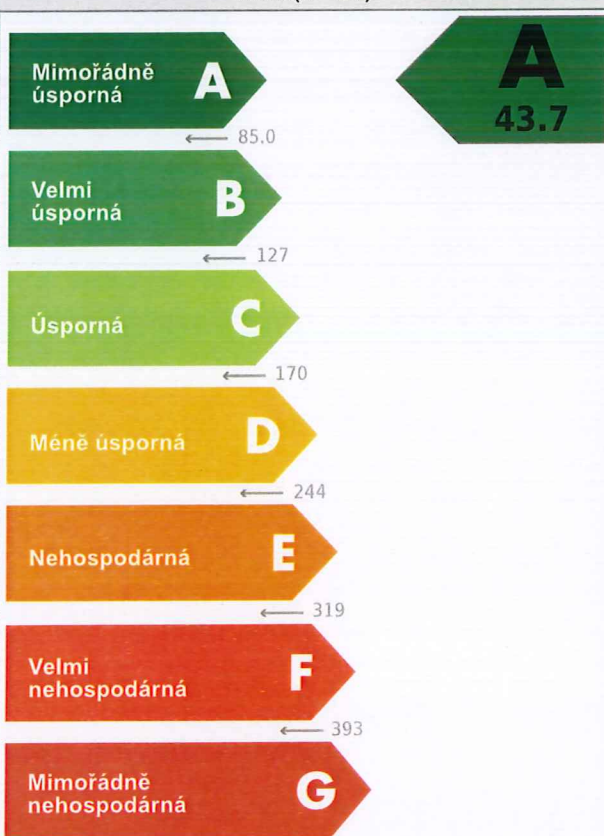 Mimořádně
úsporná A
A
43.7
← 85.0
Velmi
úsporná B
← 127
Úsporná C
← 170
Méně úsporná D
← 244
Nehospodárná E
← 319
Velmi
nehospodárná F
← 393
Mimořádně
nehospodárná G